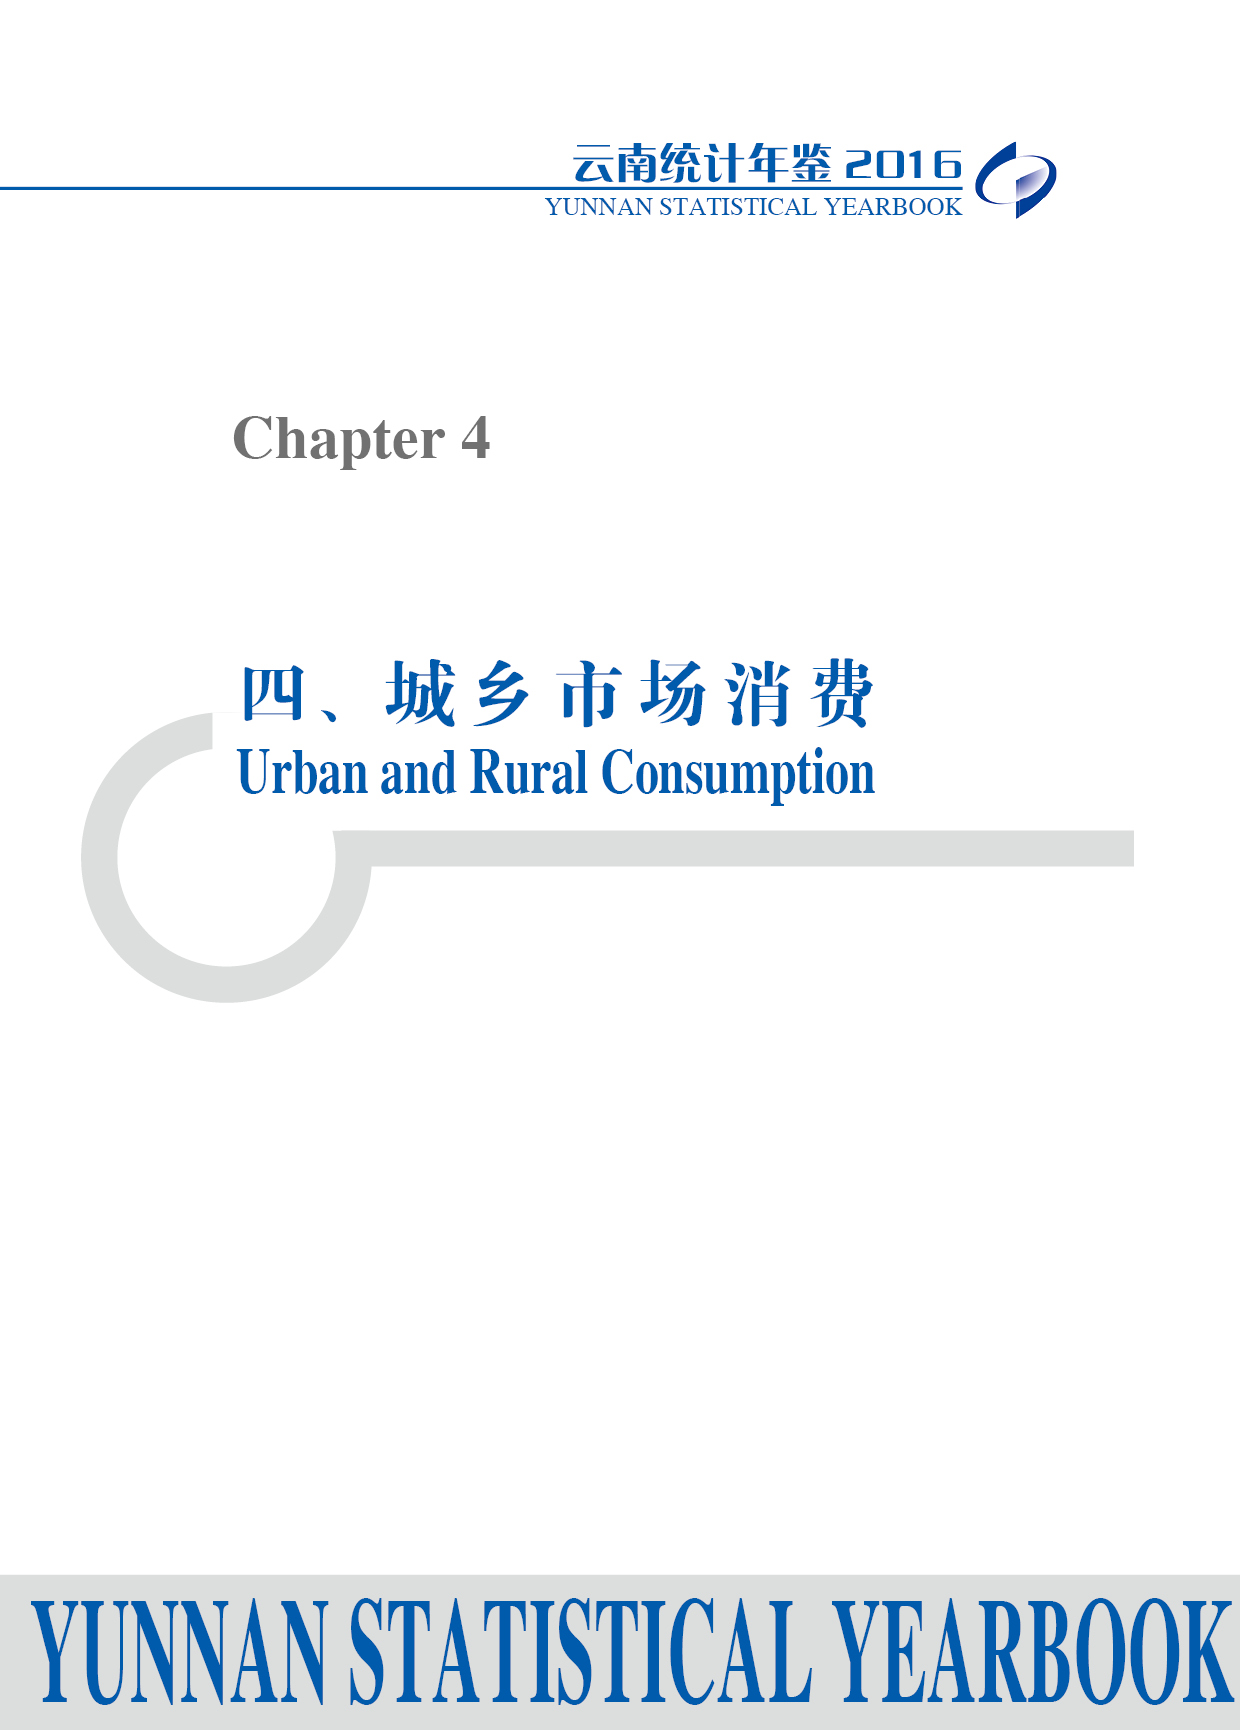 云南统计年鉴 2016
YUNNAN STATISTICAL YEARBOOK
Chapter 4
四、城乡市场消费
Urban and Rural Consumption
YUNNAN STATISTICAL YEARBOOK